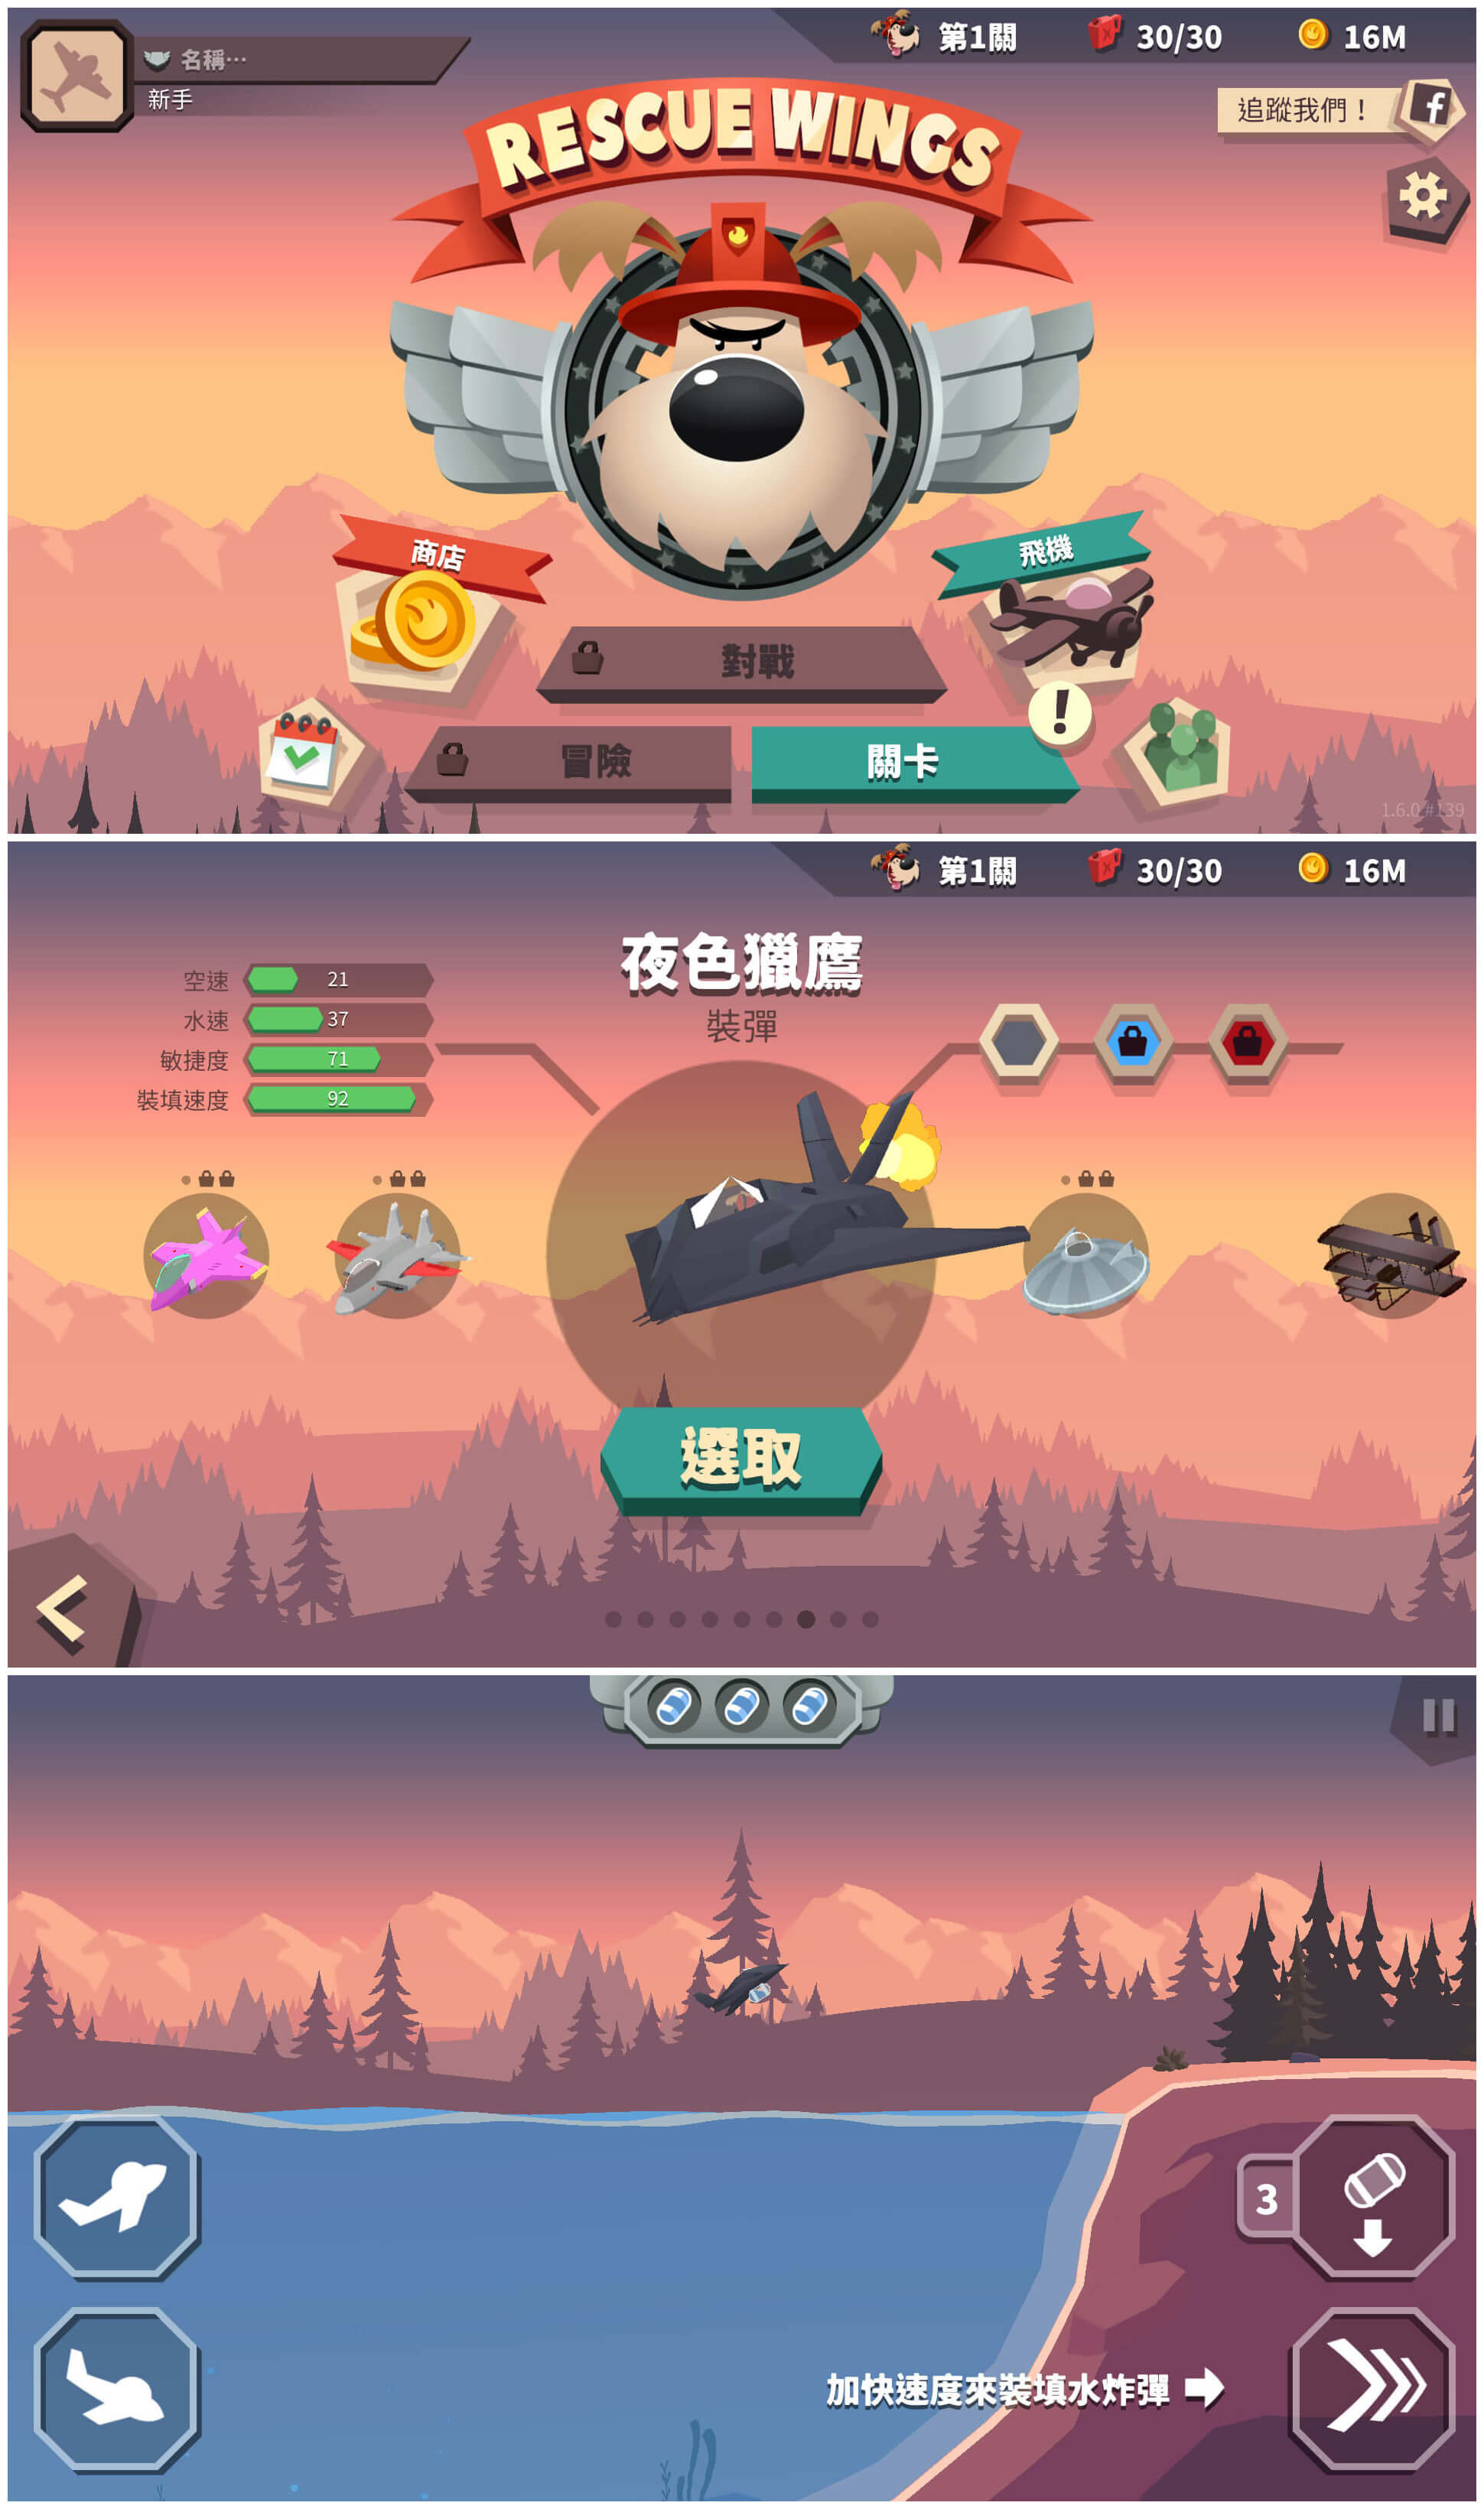 名稱…
新手
第1關
30/30
16M
追蹤我們！
f
RESCUE WINGS
商店
飛機
對戰
!
冒險
關卡
1.6.0 #139
第1關
30/30
16M
夜色獵鷹
裝彈
空速 21
水速 37
敏捷度 71
裝填速度 92
選取
3
加快速度來裝填水炸彈